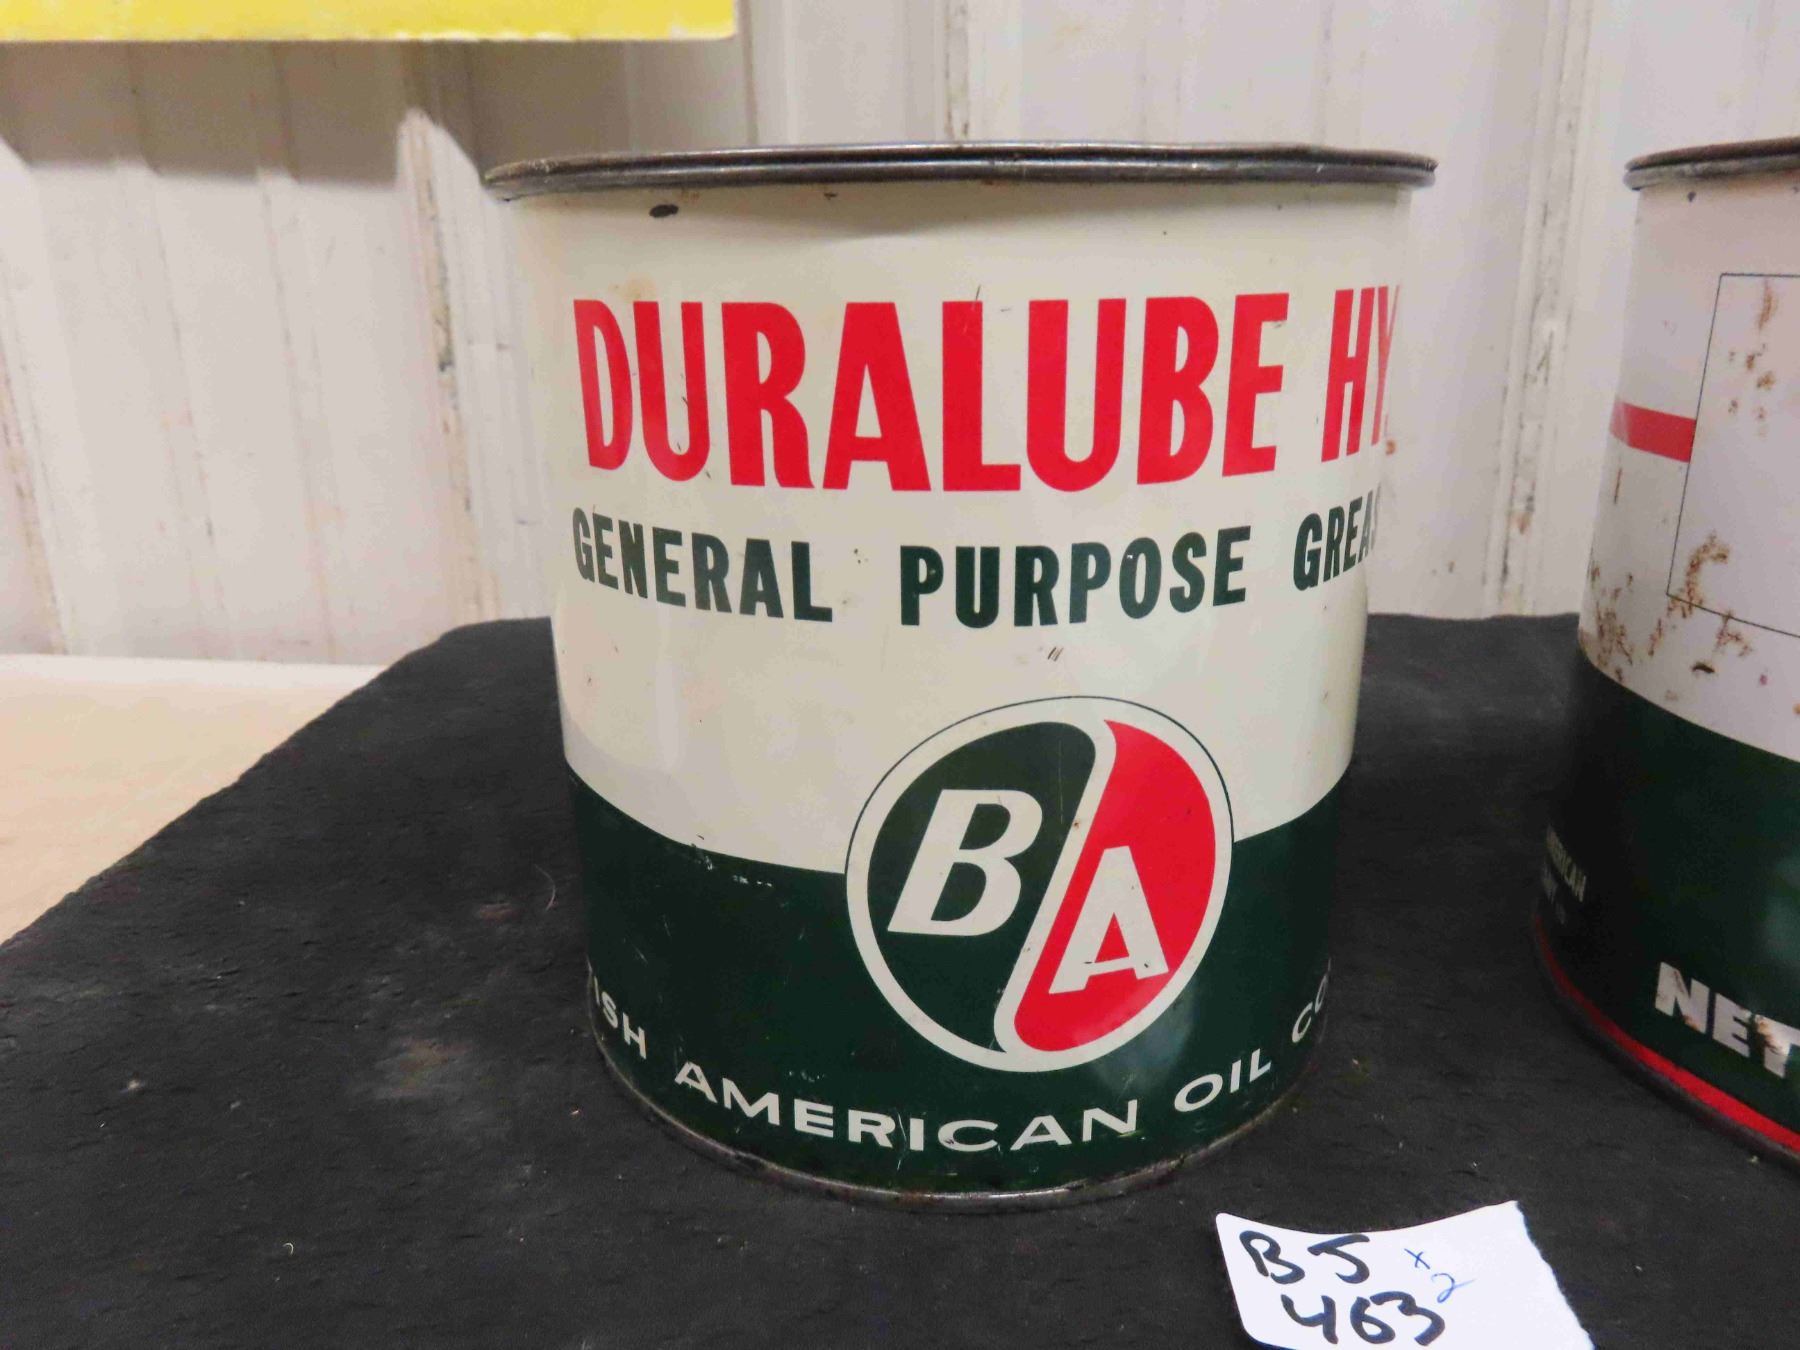 DURALUBE HY
GENERAL PURPOSE GREAS
BA
ISH AMERICAN OIL CO
NET
BJ x2
463